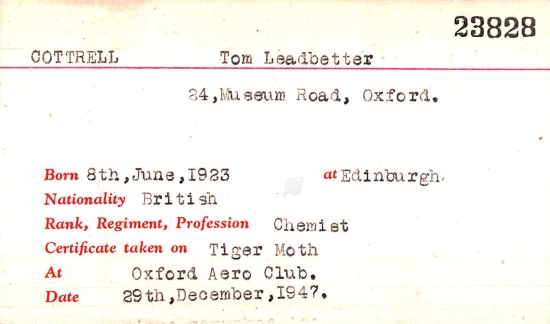 23828
COTTRELL Tom Leadbetter
24,Museum Road, Oxford.
Born 8th,June,1923 at Edinburgh.
Nationality British
Rank, Regiment, Profession Chemist
Certificate taken on Tiger Moth
At Oxford Aero Club.
Date 29th,December,1947.